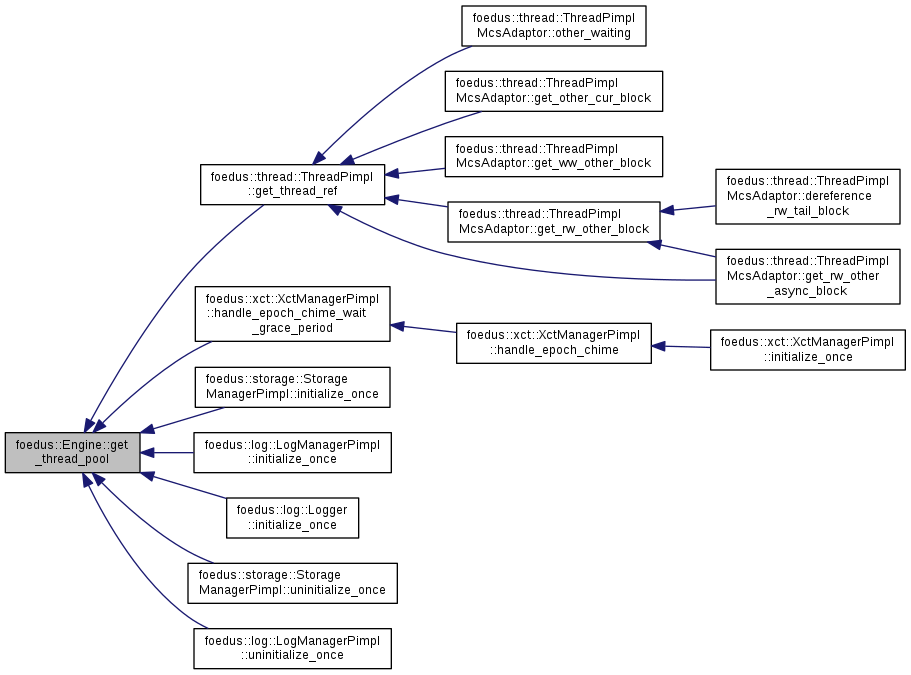 foedus::thread::ThreadPimpl
McsAdaptor::other_waiting
foedus::thread::ThreadPimpl
McsAdaptor::get_other_cur_block
foedus::thread::ThreadPimpl
McsAdaptor::get_ww_other_block
foedus::thread::ThreadPimpl
::get_thread_ref
foedus::thread::ThreadPimpl
McsAdaptor::dereference
_rw_tail_block
foedus::thread::ThreadPimpl
McsAdaptor::get_rw_other_block
foedus::thread::ThreadPimpl
McsAdaptor::get_rw_other
_async_block
foedus::xct::XctManagerPimpl
::handle_epoch_chime_wait
_grace_period
foedus::xct::XctManagerPimpl
::handle_epoch_chime
foedus::xct::XctManagerPimpl
::initialize_once
foedus::storage::Storage
ManagerPimpl::initialize_once
foedus::Engine::get
_thread_pool
foedus::log::LogManagerPimpl
::initialize_once
foedus::log::Logger
::initialize_once
foedus::storage::Storage
ManagerPimpl::uninitialize_once
foedus::log::LogManagerPimpl
::uninitialize_once